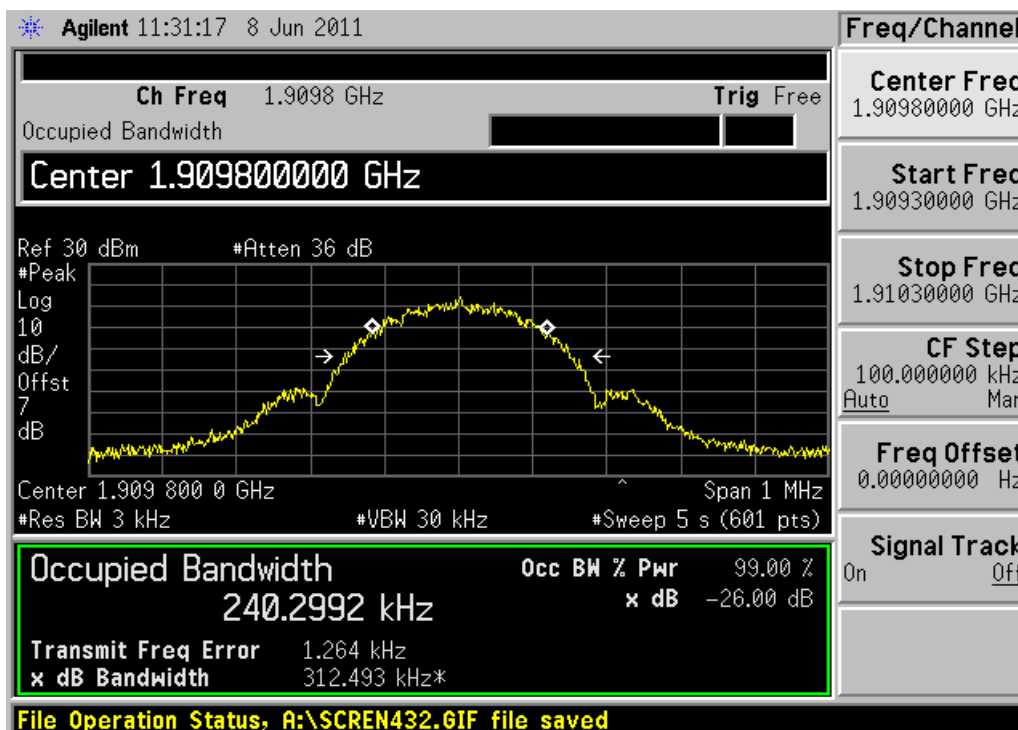 Agilent 11:31:17 8 Jun 2011
Freq/Channel
Ch Freq 1.9098 GHz Trig Free
Occupied Bandwidth
Center 1.909800000 GHz
Ref 30 dBm #Atten 36 dB
#Peak
Log
10
dB/
Offst
7
dB
Center 1.909 800 0 GHz Span 1 MHz
#Res BW 3 kHz #VBW 30 kHz #Sweep 5 s (601 pts)
Occupied Bandwidth
240.2992 kHz
Occ BW % Pwr 99.00 %
x dB -26.00 dB
Transmit Freq Error 1.264 kHz
x dB Bandwidth 312.493 kHz*
File Operation Status, A:\SCREN432.GIF file saved
Center Freq
1.90980000 GHz
Start Freq
1.90930000 GHz
Stop Freq
1.91030000 GHz
CF Step
100.000000 kHz
Auto Man
Freq Offset
0.00000000 Hz
Signal Track
On Off